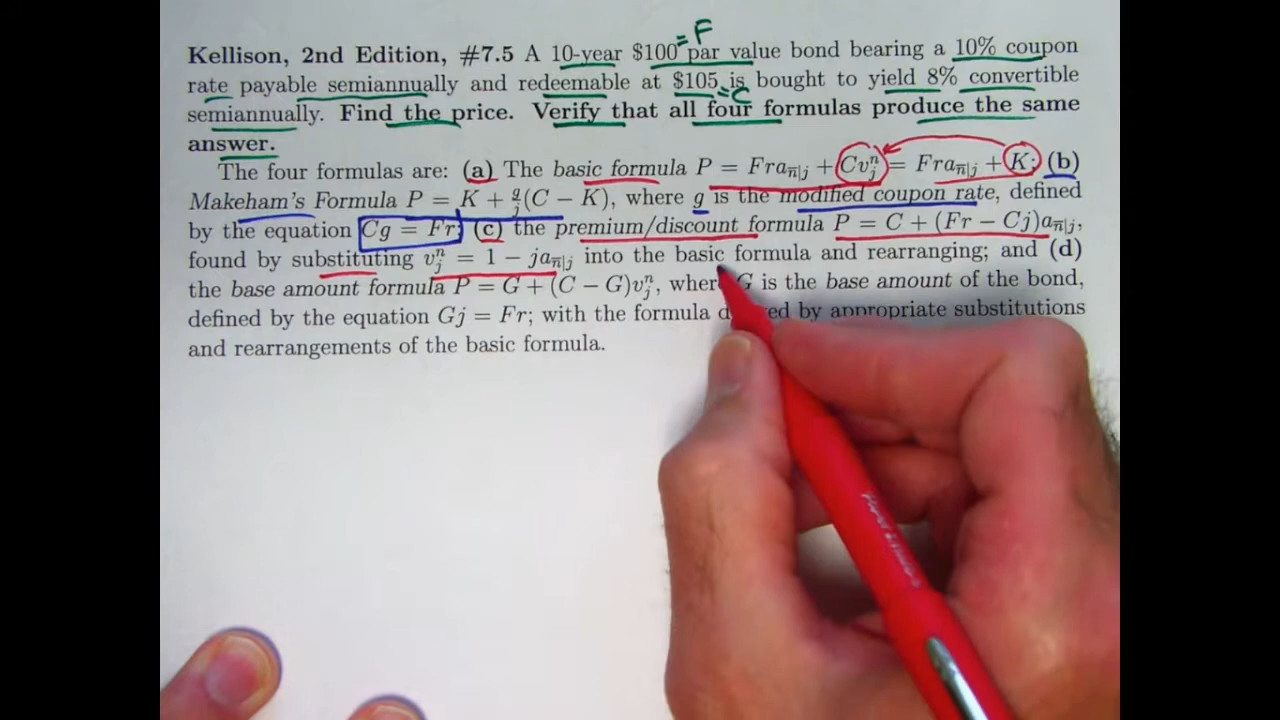 = F
Kellison, 2nd Edition, #7.5 A 10-year $100 par value bond bearing a 10% coupon
rate payable semiannually and redeemable at $105 is bought to yield 8% convertible
= C
semiannually. Find the price. Verify that all four formulas produce the same
answer.
The four formulas are: (a) The basic formula P = Fra_{n̅|j} + Cv_j^n = Fra_{n̅|j} + K; (b)
Makeham's Formula P = K + g/j(C − K), where g is the modified coupon rate, defined
by the equation Cg = Fr; (c) the premium/discount formula P = C + (Fr − Cj)a_{n̅|j},
found by substituting v_j^n = 1 − ja_{n̅|j} into the basic formula and rearranging; and (d)
the base amount formula P = G + (C − G)v_j^n, where G is the base amount of the bond,
defined by the equation Gj = Fr; with the formula by appropriate substitutions
and rearrangements of the basic formula.